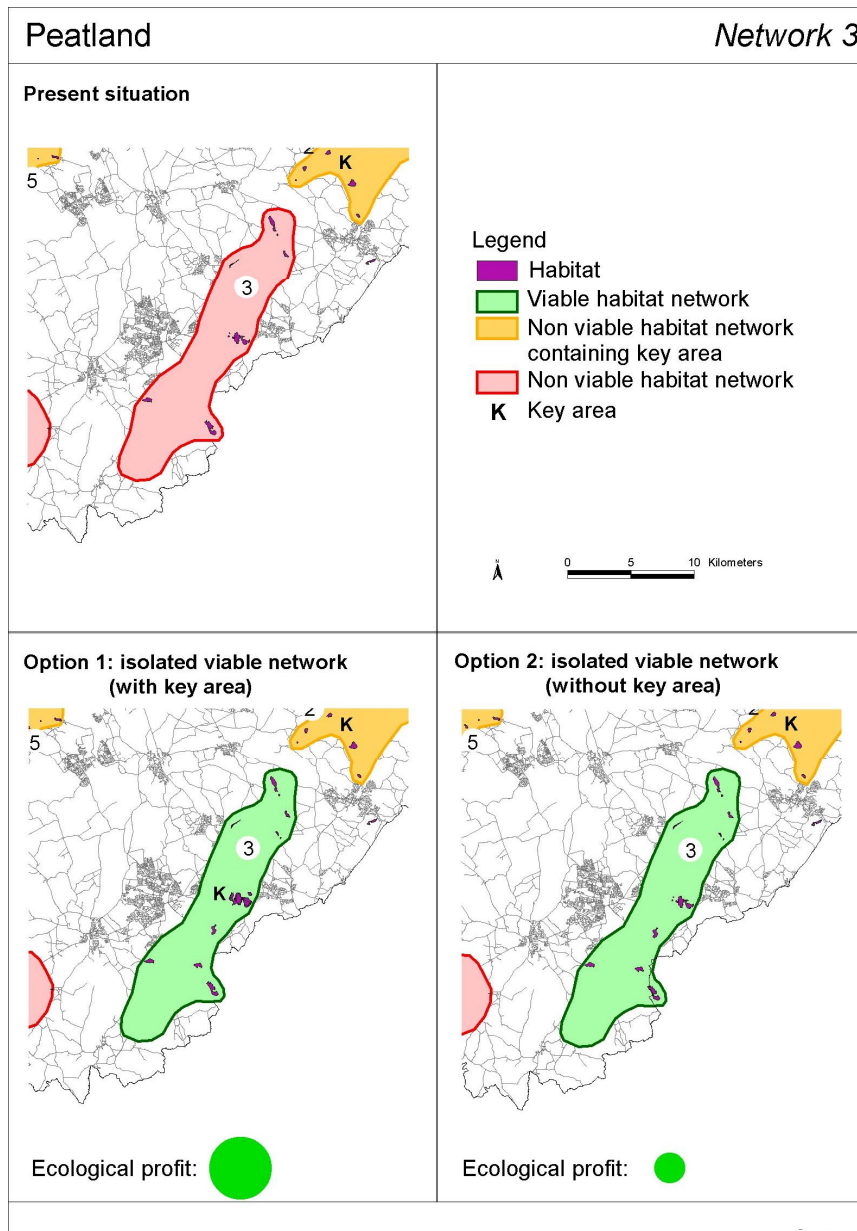 Peatland
Network 3
Present situation
2
K
5
3
Legend
Habitat
Viable habitat network
Non viable habitat network
containing key area
Non viable habitat network
K Key area
N
0 5 10 Kilometers
Option 1: isolated viable network
(with key area)
2
K
5
3
K
Ecological profit:
Option 2: isolated viable network
(without key area)
2
K
5
3
Ecological profit: